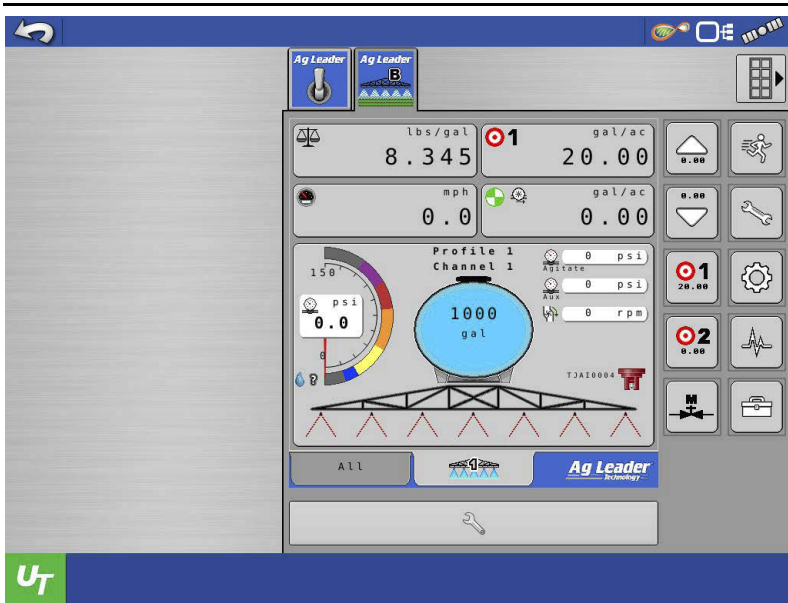 Ag Leader
Ag Leader
B
lbs/gal
8.345
1
gal/ac
20.00
0.00
mph
0.0
gal/ac
0.00
0.00
Profile 1
Channel 1
150
psi
0.0
0
?
1000
gal
0 psi
Agitate
0 psi
Aux
0 rpm
TJAI0004
1
20.00
2
0.00
M
All
1
Ag Leader
Technology
UT